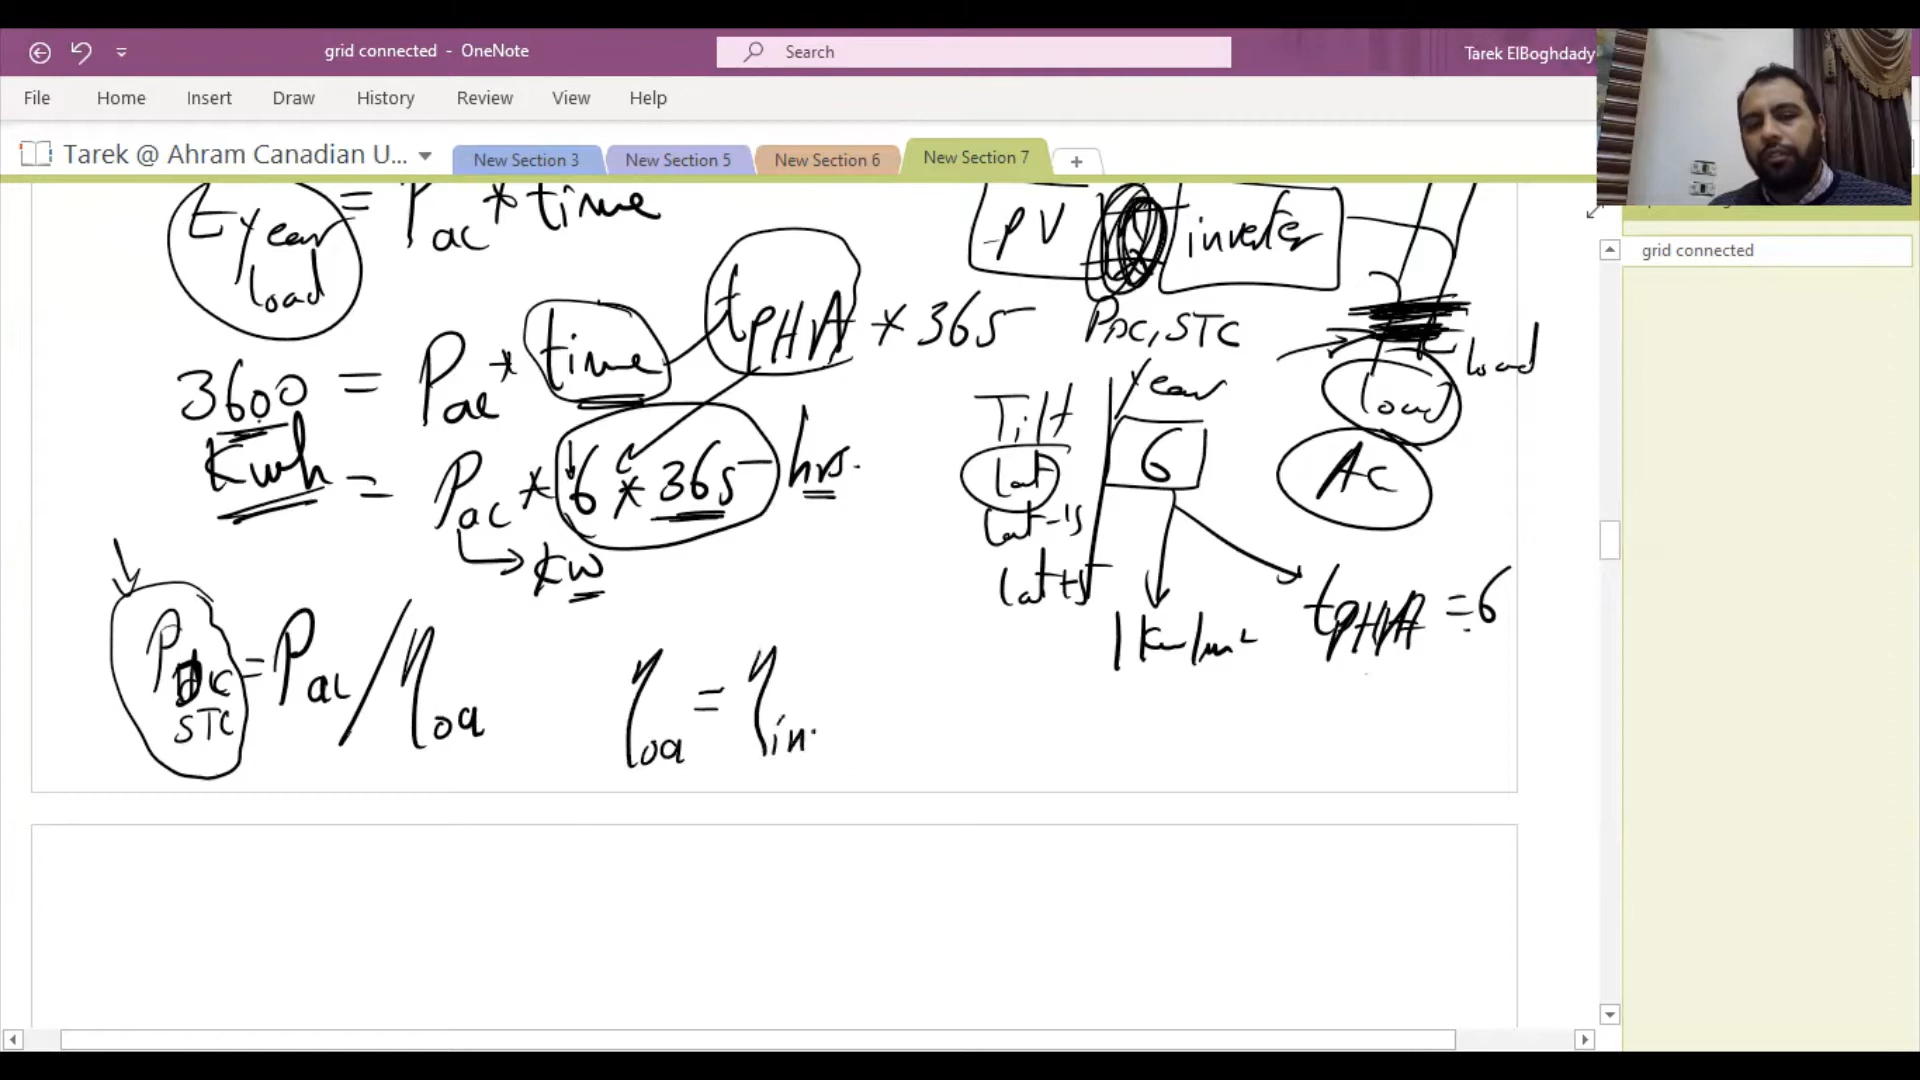 grid connected - OneNote
Search
Tarek ElBoghdady
File Home Insert Draw History Review View Help
Tarek @ Ahram Canadian U...
New Section 3 New Section 5 New Section 6 New Section 7 +
grid connected
E year load = Pac * time
3600 = Pac * time
tPHA * 365
Kwh = Pac * 6 * 365 hrs.
Kw
PDC STC = Pac / ηoa
ηoa = ηin.
PV inverter
PDC, STC
load
load
AC
Year
Tilt
lat 6
lat-15
lat+15
1 Kw/m²
tPHA = 6